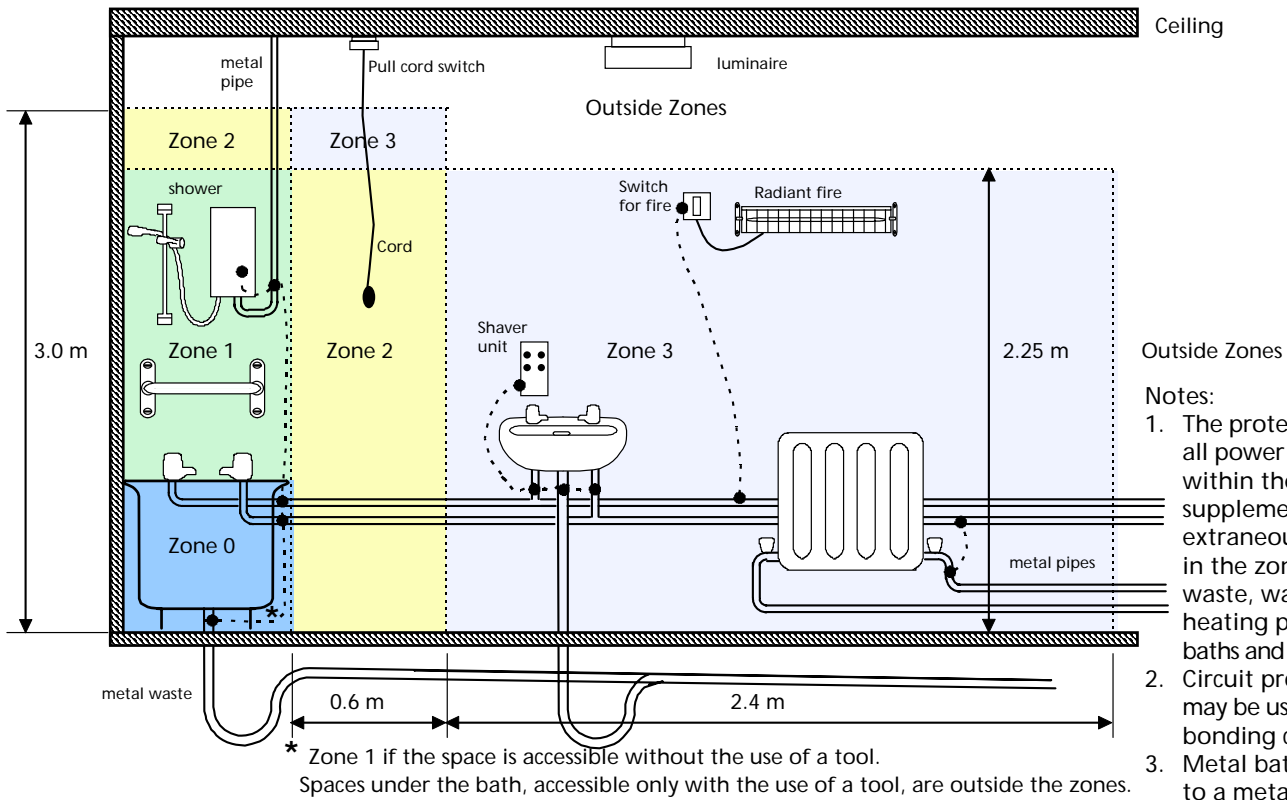 Ceiling
metal
pipe
Pull cord switch
luminaire
Outside Zones
Zone 2
Zone 3
shower
Switch
for fire
Radiant fire
Cord
3.0 m
Zone 1
Zone 2
Shaver
unit
Zone 3
2.25 m
Outside Zones
Zone 0
*
metal pipes
metal waste
0.6 m
2.4 m
* Zone 1 if the space is accessible without the use of a tool.
Spaces under the bath, accessible only with the use of a tool, are outside the zones.
Notes:
1. The prote
all power
within the
supplemen
extraneou
in the zon
waste, wa
heating p
baths and
2. Circuit pro
may be us
bonding c
3. Metal bat
to a meta